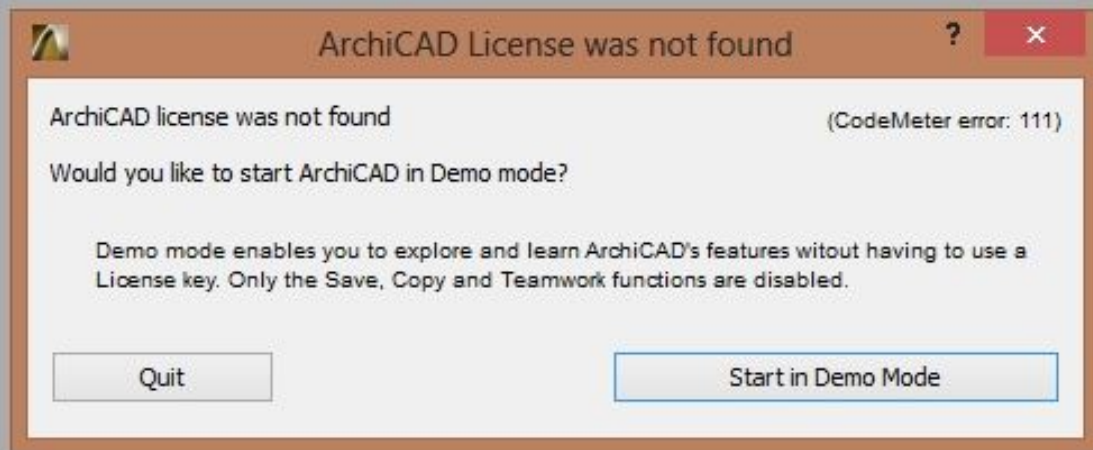 ArchiCAD License was not found ? ×
ArchiCAD license was not found (CodeMeter error: 111)
Would you like to start ArchiCAD in Demo mode?
Demo mode enables you to explore and learn ArchiCAD's features witout having to use a
License key. Only the Save, Copy and Teamwork functions are disabled.
Quit Start in Demo Mode